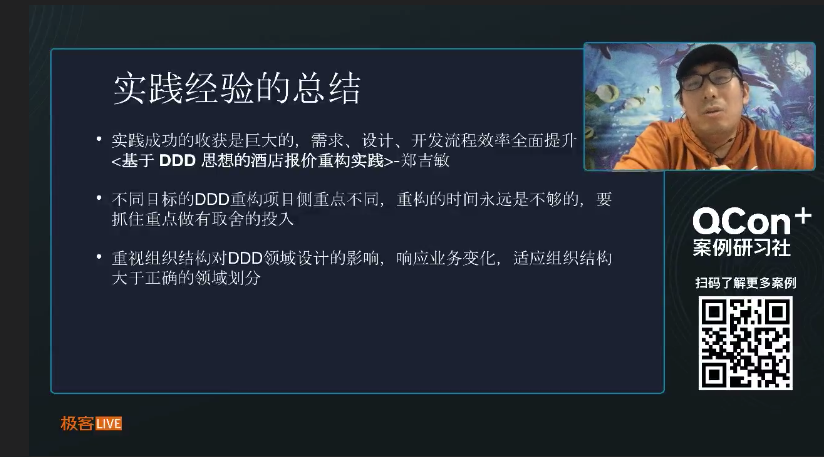 实践经验的总结
• 实践成功的收获是巨大的，需求、设计、开发流程效率全面提升
<基于 DDD 思想的酒店报价重构实践>-郑吉敏
• 不同目标的DDD重构项目侧重点不同，重构的时间永远是不够的，要
抓住重点做有取舍的投入
• 重视组织结构对DDD领域设计的影响，响应业务变化，适应组织结构
大于正确的领域划分
QCon+
案例研习社
扫码了解更多案例
极客LIVE